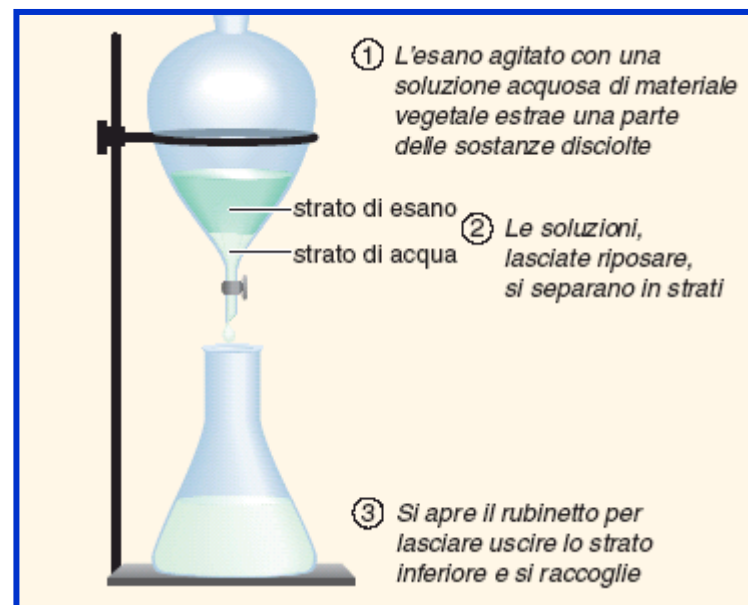 1 L'esano agitato con una
soluzione acquosa di materiale
vegetale estrae una parte
delle sostanze disciolte
strato di esano
strato di acqua
2 Le soluzioni,
lasciate riposare,
si separano in strati
3 Si apre il rubinetto per
lasciare uscire lo strato
inferiore e si raccoglie